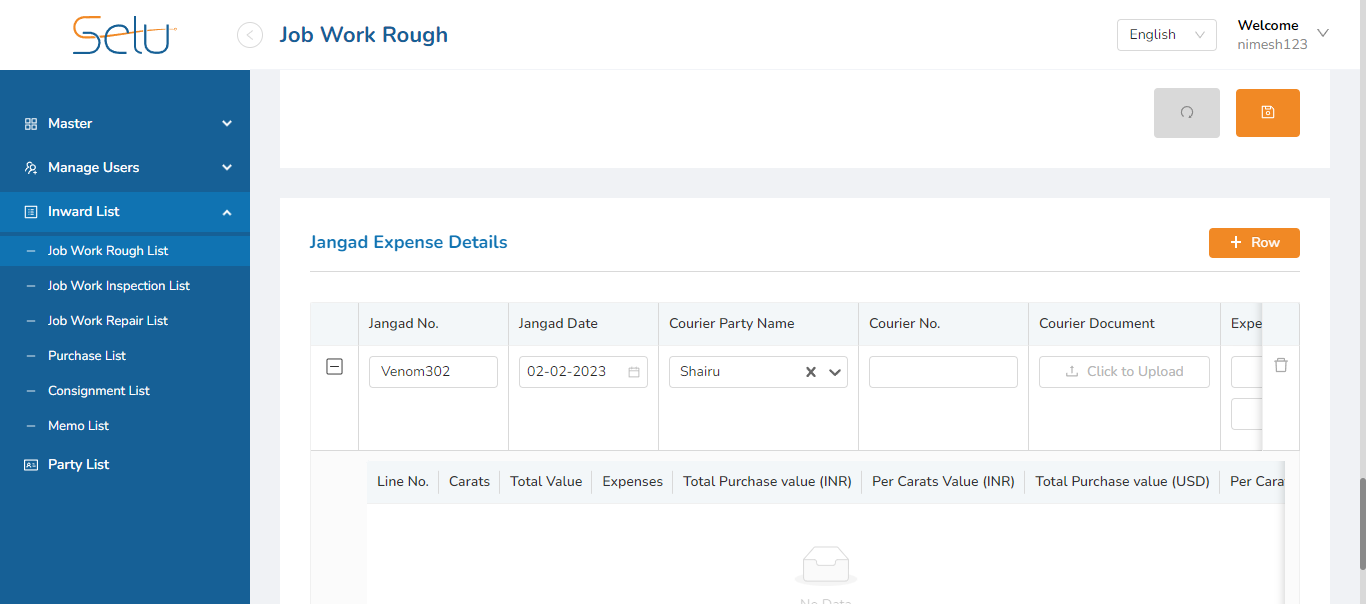 Selu
Job Work Rough
English
Welcome
nimesh123
Master
Manage Users
Inward List
Job Work Rough List
Job Work Inspection List
Job Work Repair List
Purchase List
Consignment List
Memo List
Party List
Jangad Expense Details
+ Row
Jangad No. Jangad Date Courier Party Name Courier No. Courier Document Expe
Venom302 02-02-2023 Shairu Click to Upload
Line No. Carats Total Value Expenses Total Purchase value (INR) Per Carats Value (INR) Total Purchase value (USD) Per Cara
No Data